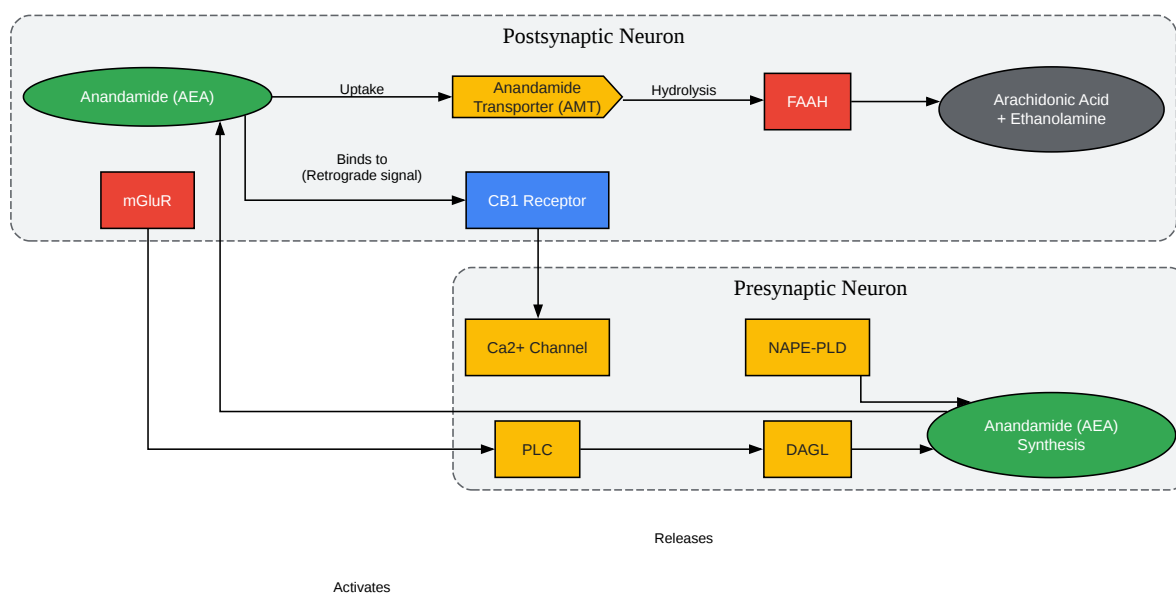 Postsynaptic Neuron
Anandamide (AEA)
Uptake
Anandamide
Transporter (AMT)
Hydrolysis
FAAH
Arachidonic Acid
+ Ethanolamine
Binds to
(Retrograde signal)
mGluR
CB1 Receptor
Presynaptic Neuron
Ca2+ Channel
NAPE-PLD
Anandamide (AEA)
Synthesis
PLC
DAGL
Releases
Activates